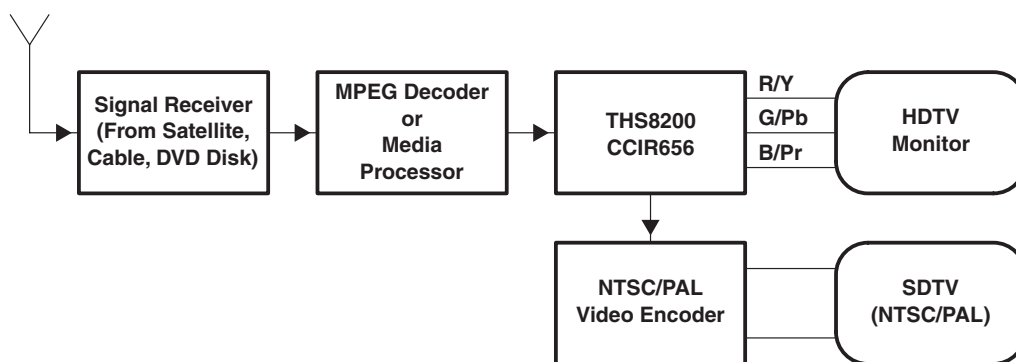 Signal Receiver
(From Satellite,
Cable, DVD Disk)
MPEG Decoder
or
Media
Processor
THS8200
CCIR656
R/Y
G/Pb
B/Pr
HDTV
Monitor
NTSC/PAL
Video Encoder
SDTV
(NTSC/PAL)